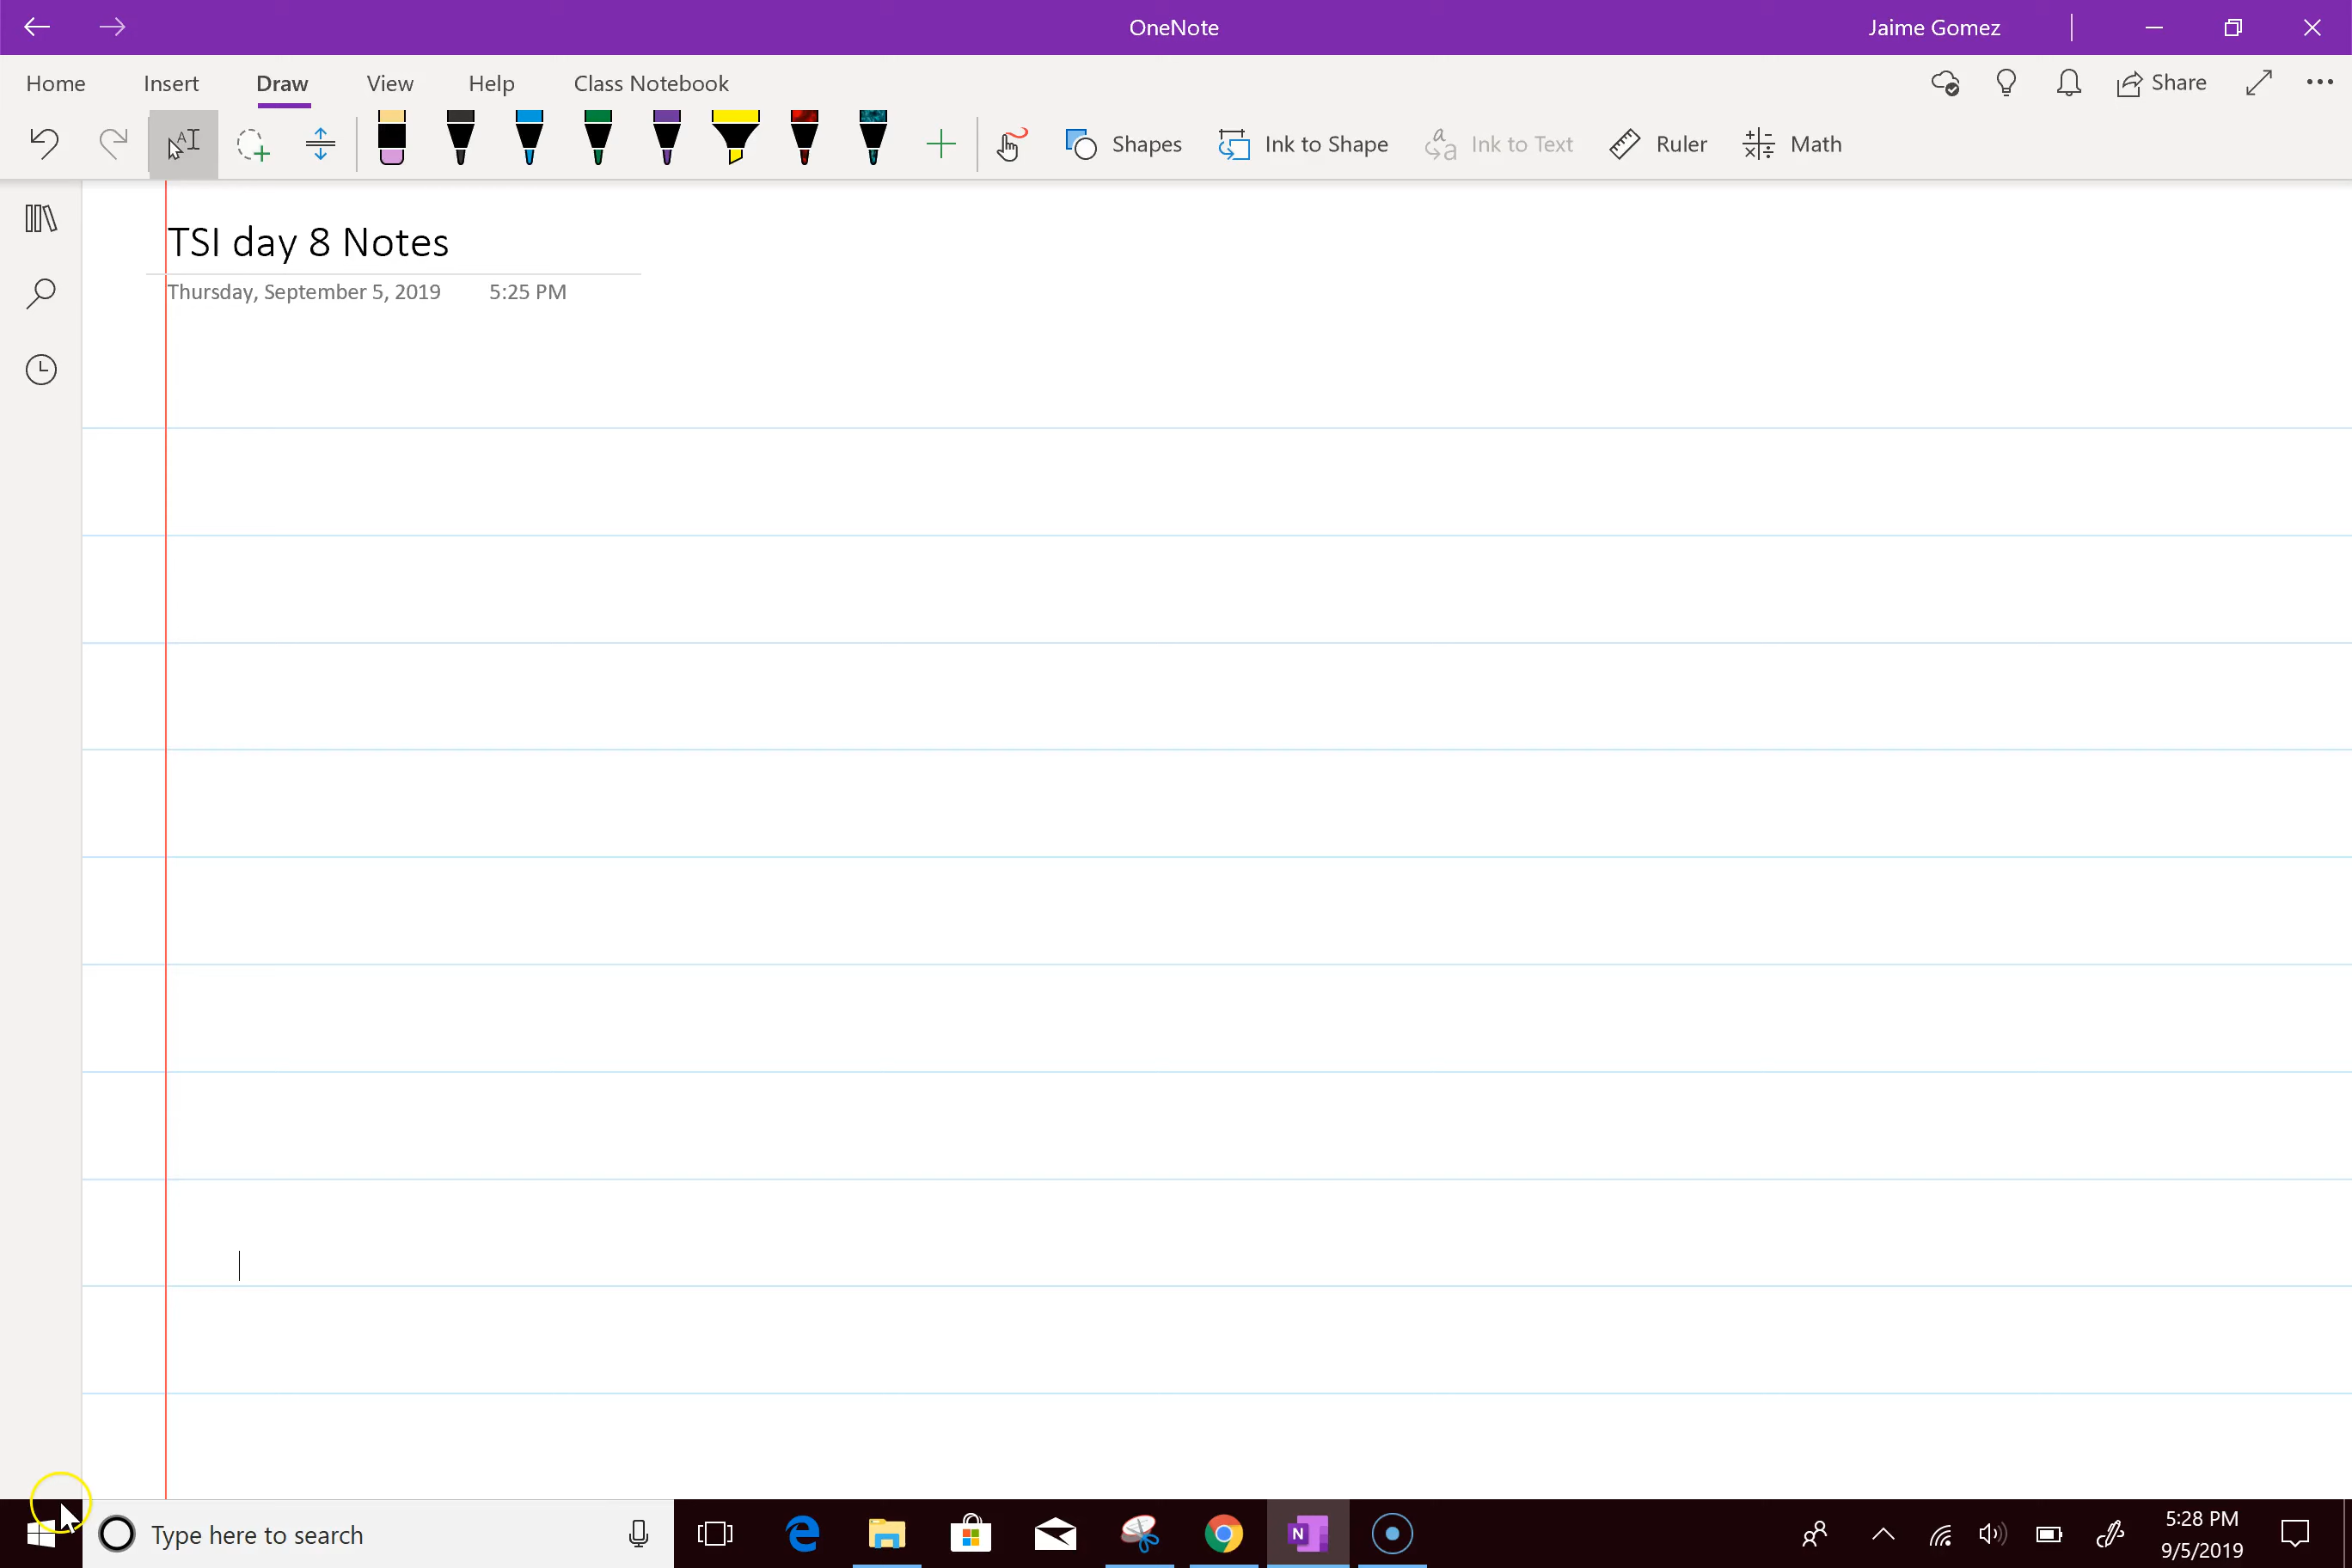 OneNote
Jaime Gomez
Home Insert Draw View Help Class Notebook
Share
Shapes Ink to Shape Ink to Text Ruler Math
TSI day 8 Notes
Thursday, September 5, 2019 5:25 PM
Type here to search
5:28 PM
9/5/2019